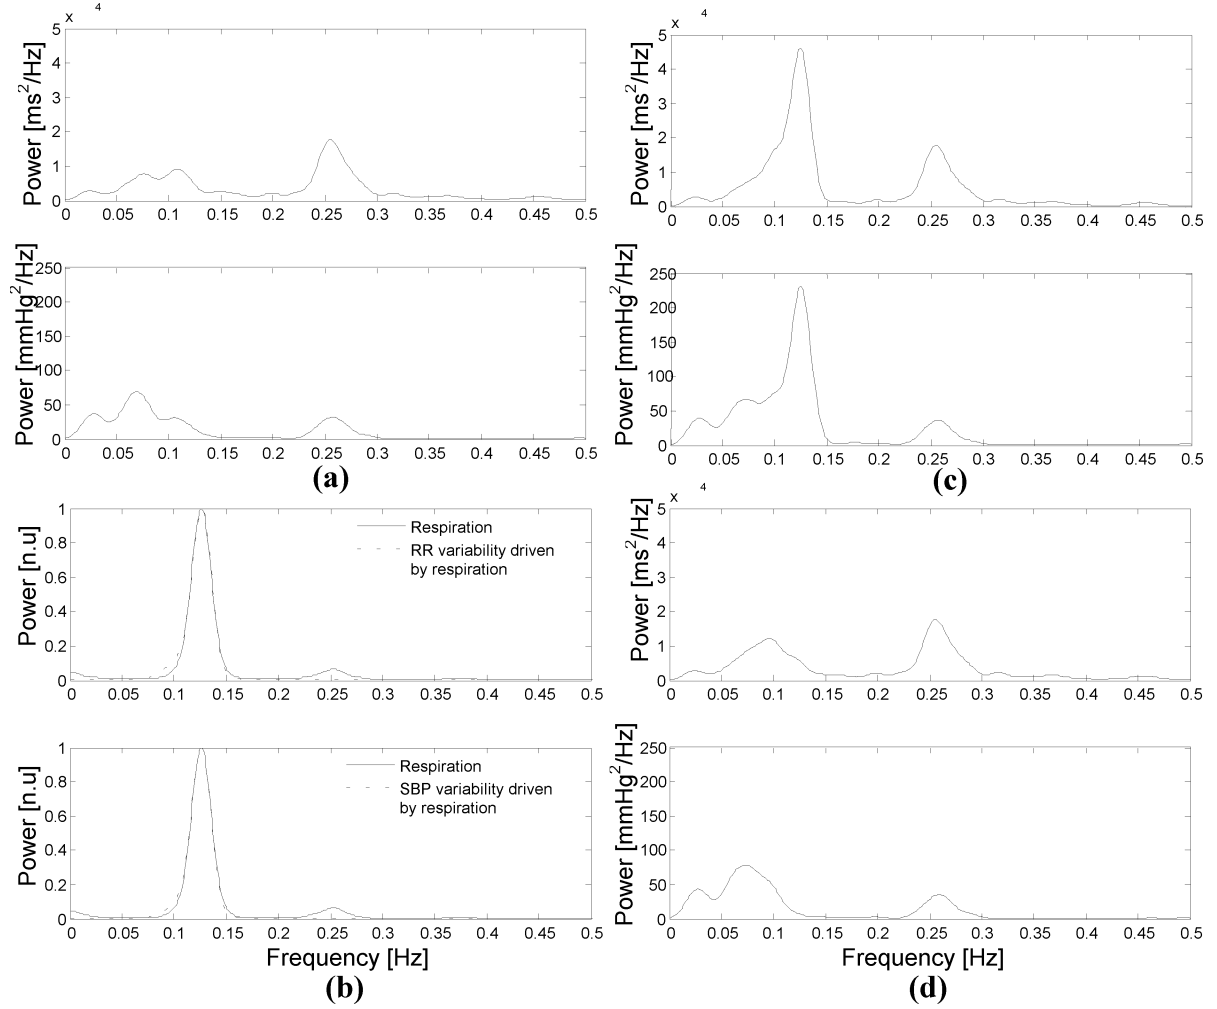 x 4
5
4
3
2
1
0
Power [ms2/Hz]
0 0.05 0.1 0.15 0.2 0.25 0.3 0.35 0.4 0.45 0.5
250
200
150
100
50
0
Power [mmHg2/Hz]
0 0.05 0.1 0.15 0.2 0.25 0.3 0.35 0.4 0.45 0.5
(a)
x 4
5
4
3
2
1
0
Power [ms2/Hz]
0 0.05 0.1 0.15 0.2 0.25 0.3 0.35 0.4 0.45 0.5
250
200
150
100
50
0
Power [mmHg2/Hz]
0 0.05 0.1 0.15 0.2 0.25 0.3 0.35 0.4 0.45 0.5
(c)
1
0.8
0.6
0.4
0.2
0
Power [n.u]
Respiration
RR variability driven
by respiration
0 0.05 0.1 0.15 0.2 0.25 0.3 0.35 0.4 0.45 0.5
1
0.8
0.6
0.4
0.2
0
Power [n.u]
Respiration
SBP variability driven
by respiration
0 0.05 0.1 0.15 0.2 0.25 0.3 0.35 0.4 0.45 0.5
Frequency [Hz]
(b)
x 4
5
4
3
2
1
0
Power [ms2/Hz]
0 0.05 0.1 0.15 0.2 0.25 0.3 0.35 0.4 0.45 0.5
250
200
150
100
50
0
Power [mmHg2/Hz]
0 0.05 0.1 0.15 0.2 0.25 0.3 0.35 0.4 0.45 0.5
Frequency [Hz]
(d)